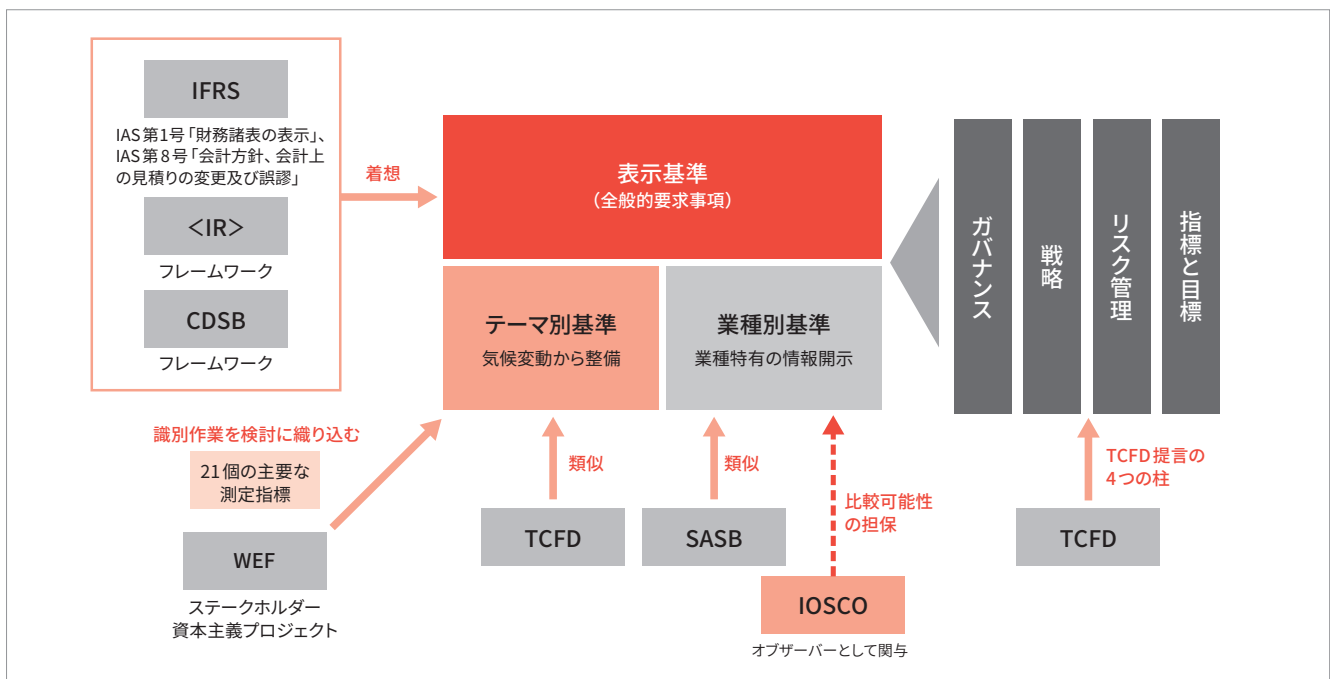 IFRS
IAS第1号「財務諸表の表示」、
IAS第8号「会計方針、会計上
の見積りの変更及び誤謬」
<IR>
フレームワーク
CDSB
フレームワーク
着想
表示基準
（全般的要求事項）
テーマ別基準
気候変動から整備
業種別基準
業種特有の情報開示
ガバナンス
戦略
リスク管理
指標と目標
識別作業を検討に織り込む
21個の主要な
測定指標
WEF
ステークホルダー
資本主義プロジェクト
類似
TCFD
類似
SASB
比較可能性
の担保
IOSCO
オブザーバーとして関与
TCFD提言の
4つの柱
TCFD